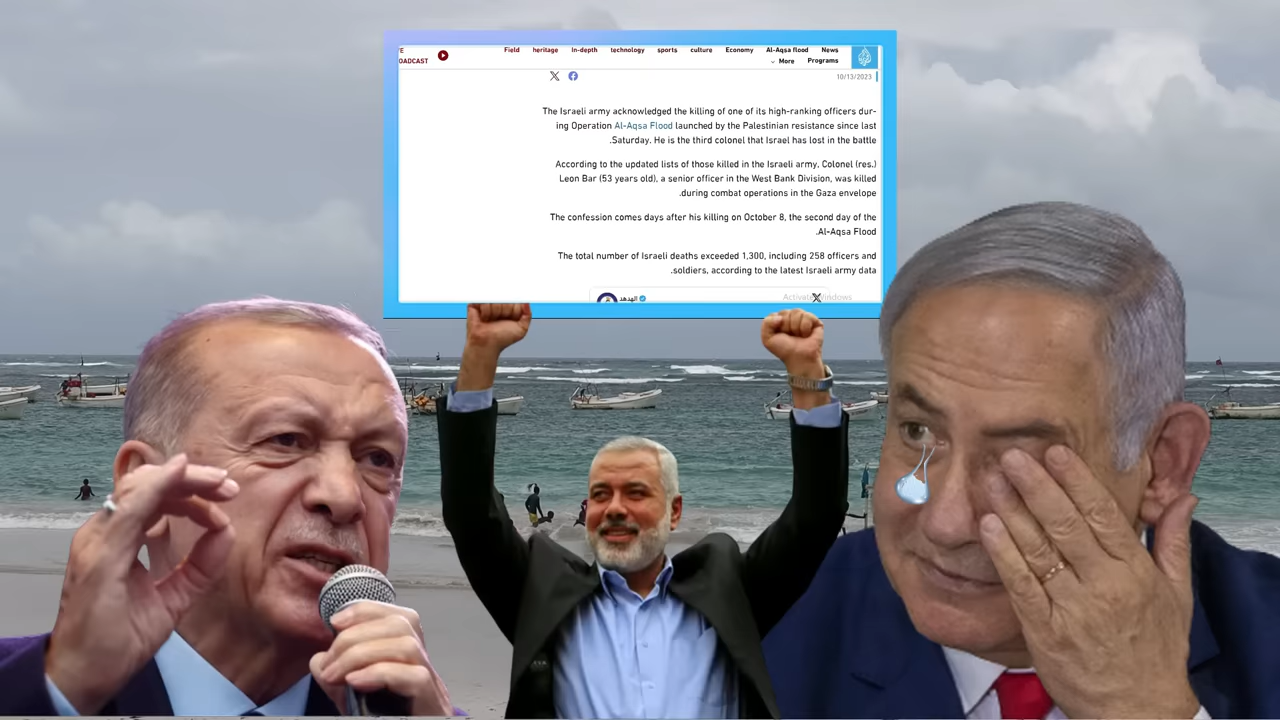 Field heritage In-depth technology sports culture Economy Al-Aqsa flood News
OADCAST
More Programs
10/13/2023
The Israeli army acknowledged the killing of one of its high-ranking officers dur-
ing Operation Al-Aqsa Flood launched by the Palestinian resistance since last
.Saturday. He is the third colonel that Israel has lost in the battle
According to the updated lists of those killed in the Israeli army, Colonel (res.)
Leon Bar (53 years old), a senior officer in the West Bank Division, was killed
.during combat operations in the Gaza envelope
The confession comes days after his killing on October 8, the second day of the
.Al-Aqsa Flood
The total number of Israeli deaths exceeded 1,300, including 258 officers and
.soldiers, according to the latest Israeli army data
الهدهد
Activate Windows